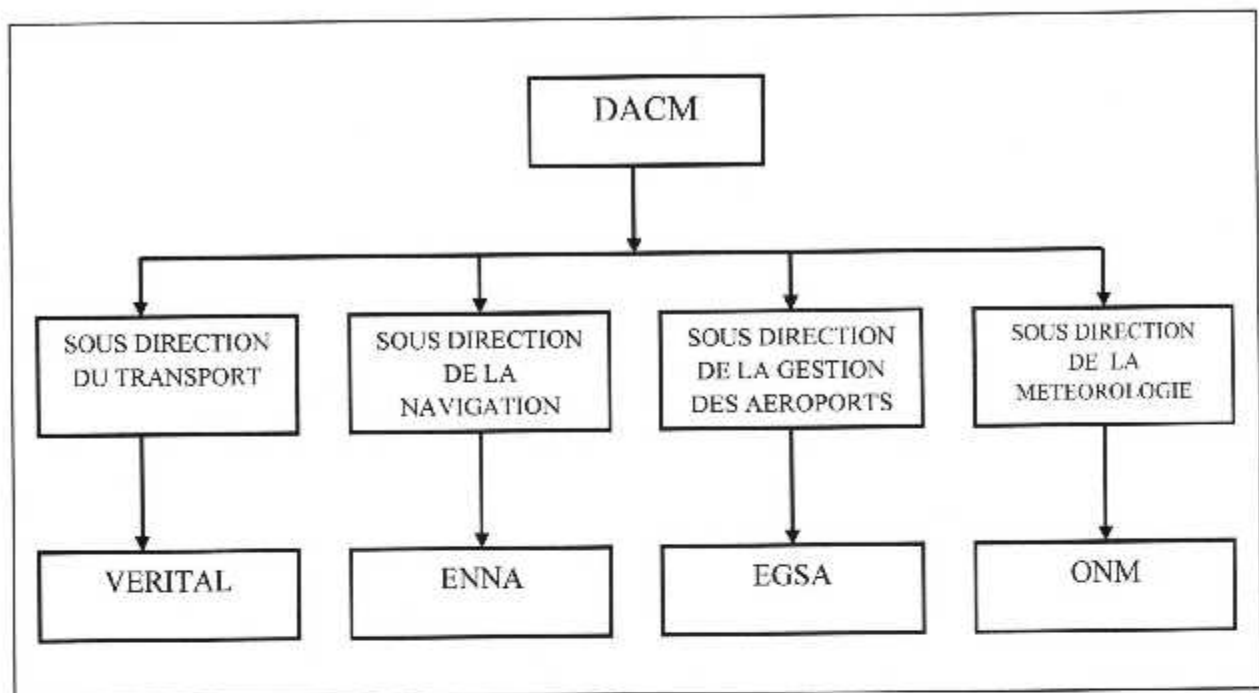 DACM
SOUS DIRECTION
DU TRANSPORT
SOUS DIRECTION
DE LA
NAVIGATION
SOUS DIRECTION
DE LA GESTION
DES AEROPORTS
SOUS DIRECTION
DE LA
METEOROLOGIE
VERITAL
ENNA
EGSA
ONM